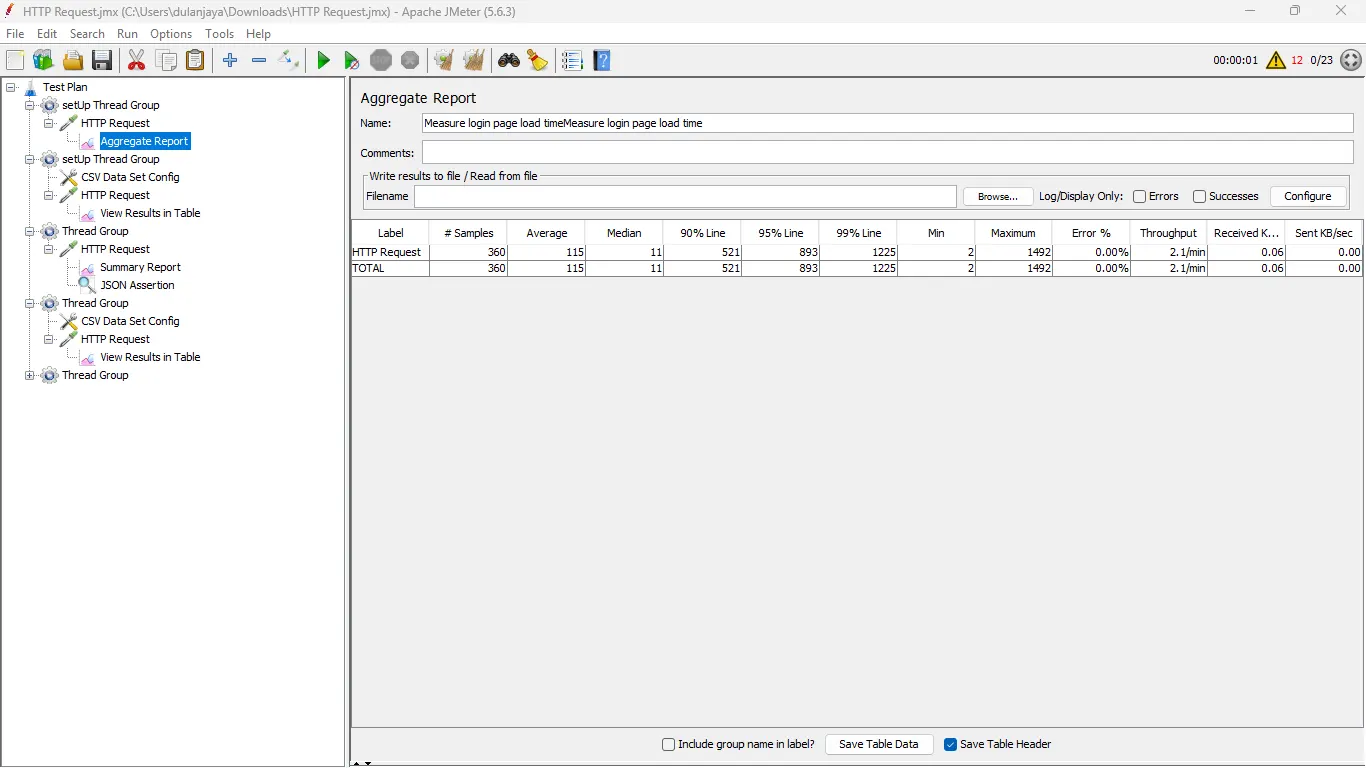 HTTP Request.jmx (C:\Users\dulanjaya\Downloads\HTTP Request.jmx) - Apache JMeter (5.6.3)
File Edit Search Run Options Tools Help
00:00:01 12 0/23
Test Plan
setUp Thread Group
HTTP Request
Aggregate Report
setUp Thread Group
CSV Data Set Config
HTTP Request
View Results in Table
Thread Group
HTTP Request
Summary Report
JSON Assertion
Thread Group
CSV Data Set Config
HTTP Request
View Results in Table
Thread Group
Aggregate Report
Name: Measure login page load timeMeasure login page load time
Comments:
Write results to file / Read from file
Filename Browse... Log/Display Only: Errors Successes Configure
Label # Samples Average Median 90% Line 95% Line 99% Line Min Maximum Error % Throughput Received K... Sent KB/sec
HTTP Request 360 115 11 521 893 1225 2 1492 0.00% 2.1/min 0.06 0.00
TOTAL 360 115 11 521 893 1225 2 1492 0.00% 2.1/min 0.06 0.00
Include group name in label? Save Table Data Save Table Header